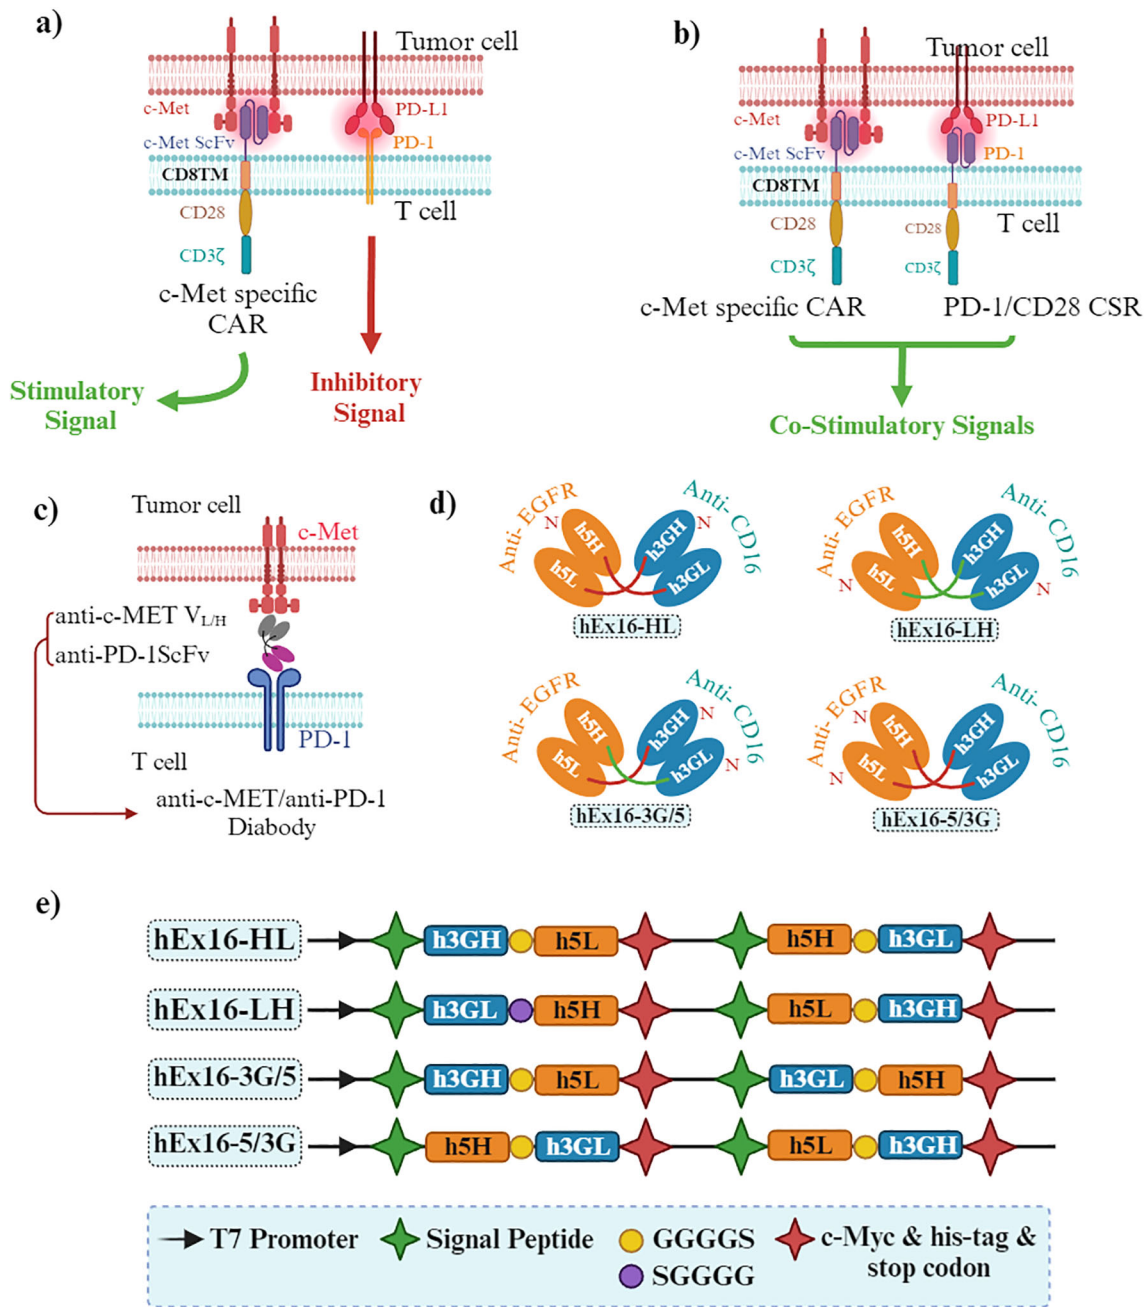 a)
Tumor cell
c-Met
PD-L1
c-Met ScFv
PD-1
CD8TM
T cell
CD28
CD3ζ
c-Met specific
CAR
Stimulatory
Signal
Inhibitory
Signal
b)
Tumor cell
c-Met
PD-L1
c-Met ScFv
PD-1
CD8TM
T cell
CD28
CD28
CD3ζ
CD3ζ
c-Met specific CAR
PD-1/CD28 CSR
Co-Stimulatory Signals
c)
Tumor cell
c-Met
anti-c-MET VL/H
anti-PD-1ScFv
PD-1
T cell
anti-c-MET/anti-PD-1
Diabody
d)
Anti- EGFR
Anti- CD16
N
h5H
h3GH
N
h5L
h3GL
hEx16-HL
Anti- EGFR
Anti- CD16
h5H
h3GH
N
h5L
h3GL
N
hEx16-LH
Anti- EGFR
Anti- CD16
h5H
h3GH
N
h5L
h3GL
N
hEx16-3G/5
Anti- EGFR
Anti- CD16
N
h5H
h3GH
N
h5L
h3GL
hEx16-5/3G
e)
hEx16-HL h3GH h5L h5H h3GL
hEx16-LH h3GL h5H h5L h3GH
hEx16-3G/5 h3GH h5L h3GL h5H
hEx16-5/3G h5H h3GL h5L h3GH
T7 Promoter
Signal Peptide
GGGGS
SGGGG
c-Myc & his-tag &
stop codon